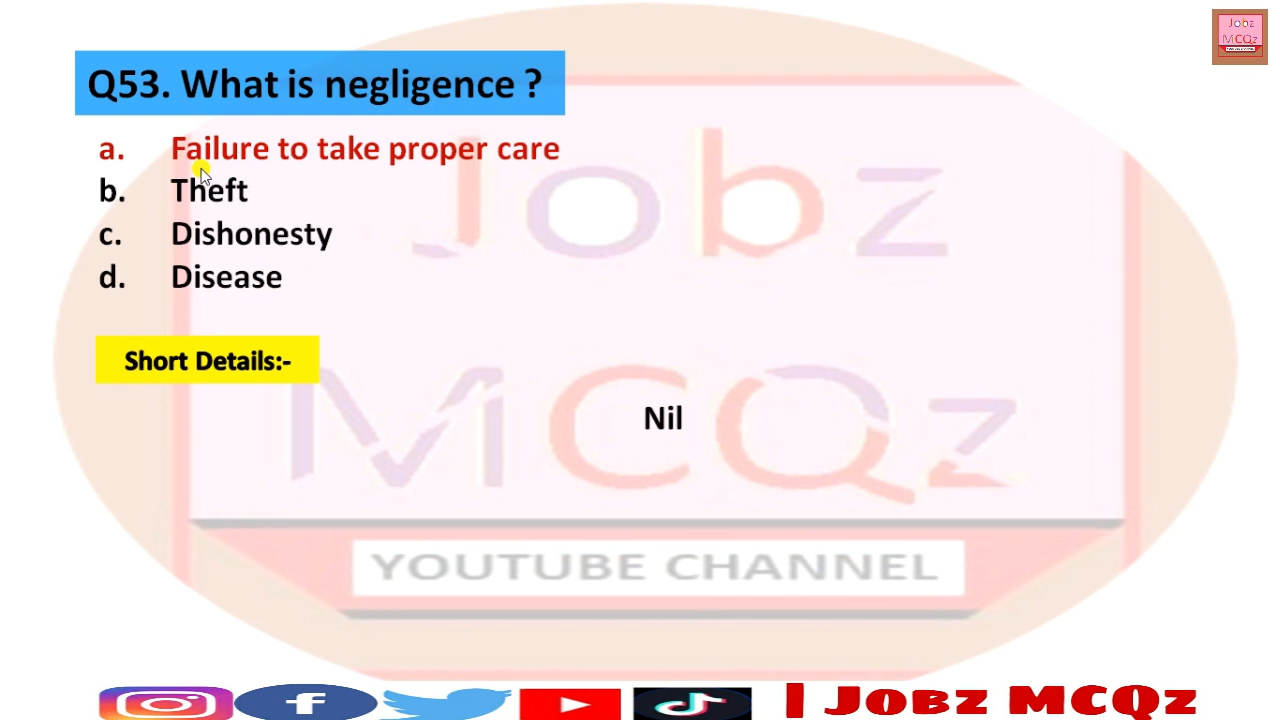 Jobz
MCQz
Q53. What is negligence ?
a. Failure to take proper care
b. Theft
c. Dishonesty
d. Disease
Short Details:-
Nil
Jobz
MCQz
YOUTUBE CHANNEL
| JOBZ MCQZ